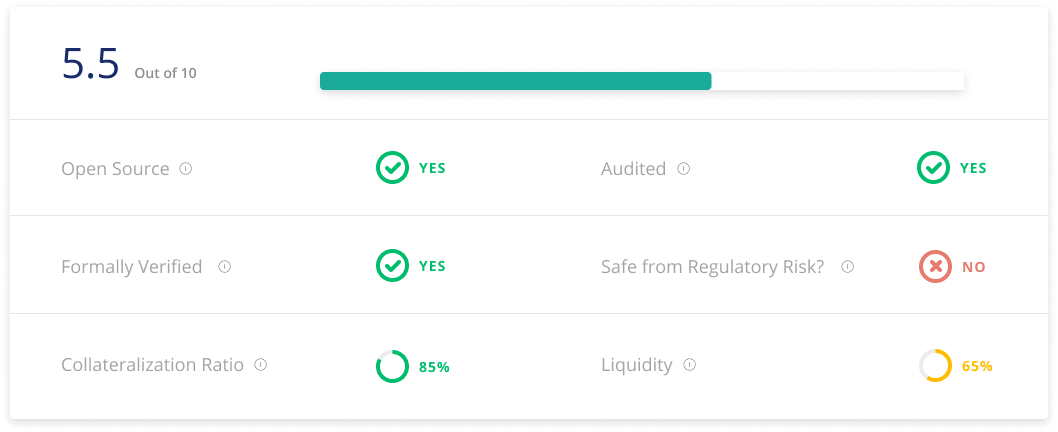 5.5 Out of 10
Open Source YES Audited YES
Formally Verified YES Safe from Regulatory Risk? NO
Collateralization Ratio 85% Liquidity 65%